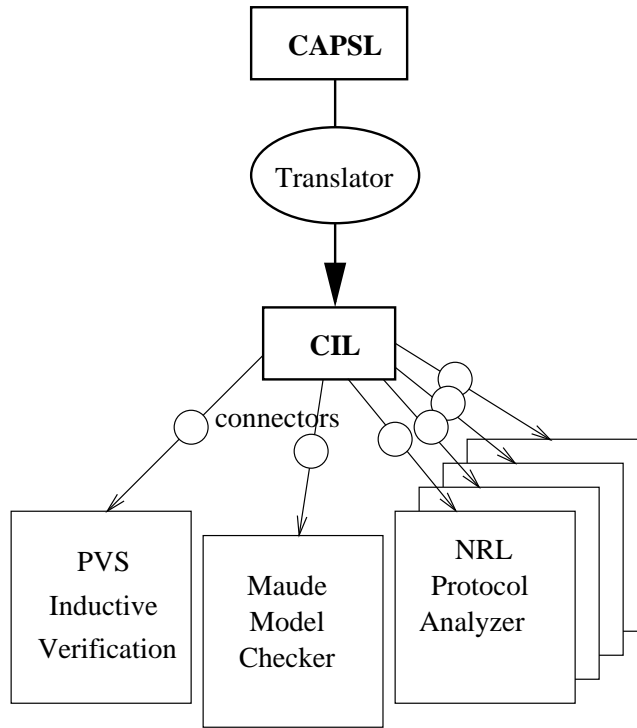 CAPSL
Translator
CIL
connectors
PVS
Inductive
Verification
Maude
Model
Checker
NRL
Protocol
Analyzer